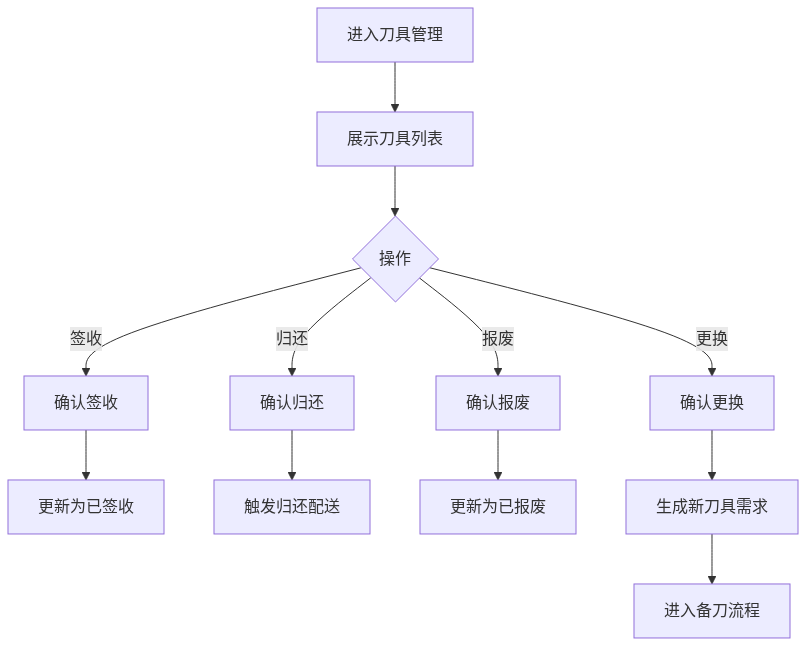 进入刀具管理
展示刀具列表
操作
签收
归还
报废
更换
确认签收
确认归还
确认报废
确认更换
更新为已签收
触发归还配送
更新为已报废
生成新刀具需求
进入备刀流程